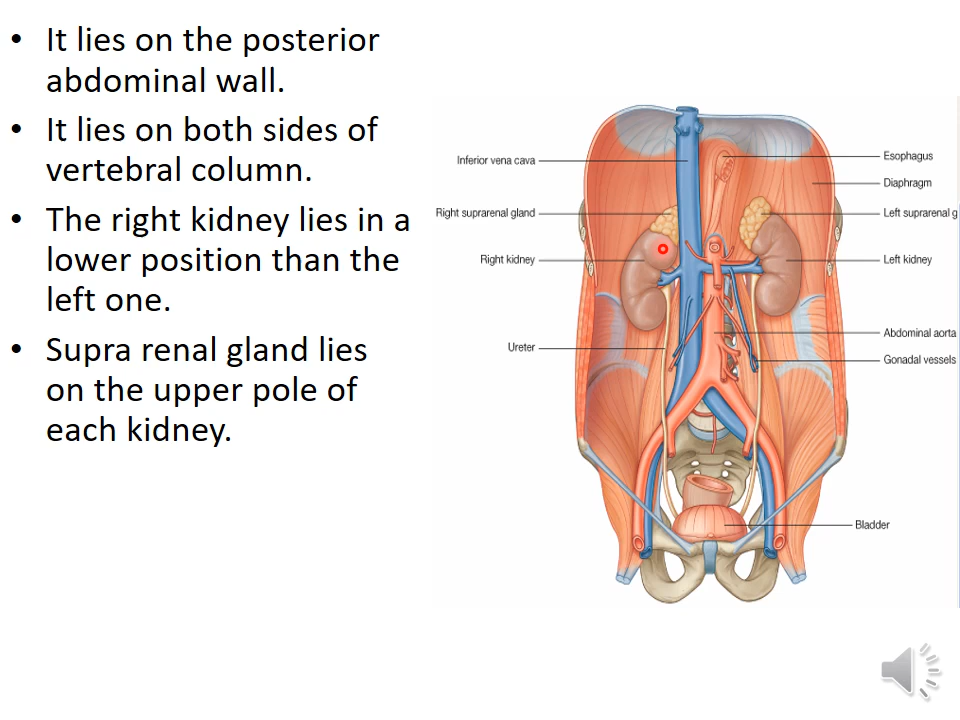 • It lies on the posterior
abdominal wall.
• It lies on both sides of
vertebral column.
• The right kidney lies in a
lower position than the
left one.
• Supra renal gland lies
on the upper pole of
each kidney.
Inferior vena cava
Right suprarenal gland
Right kidney
Ureter
Esophagus
Diaphragm
Left suprarenal g
Left kidney
Abdominal aorta
Gonadal vessels
Bladder